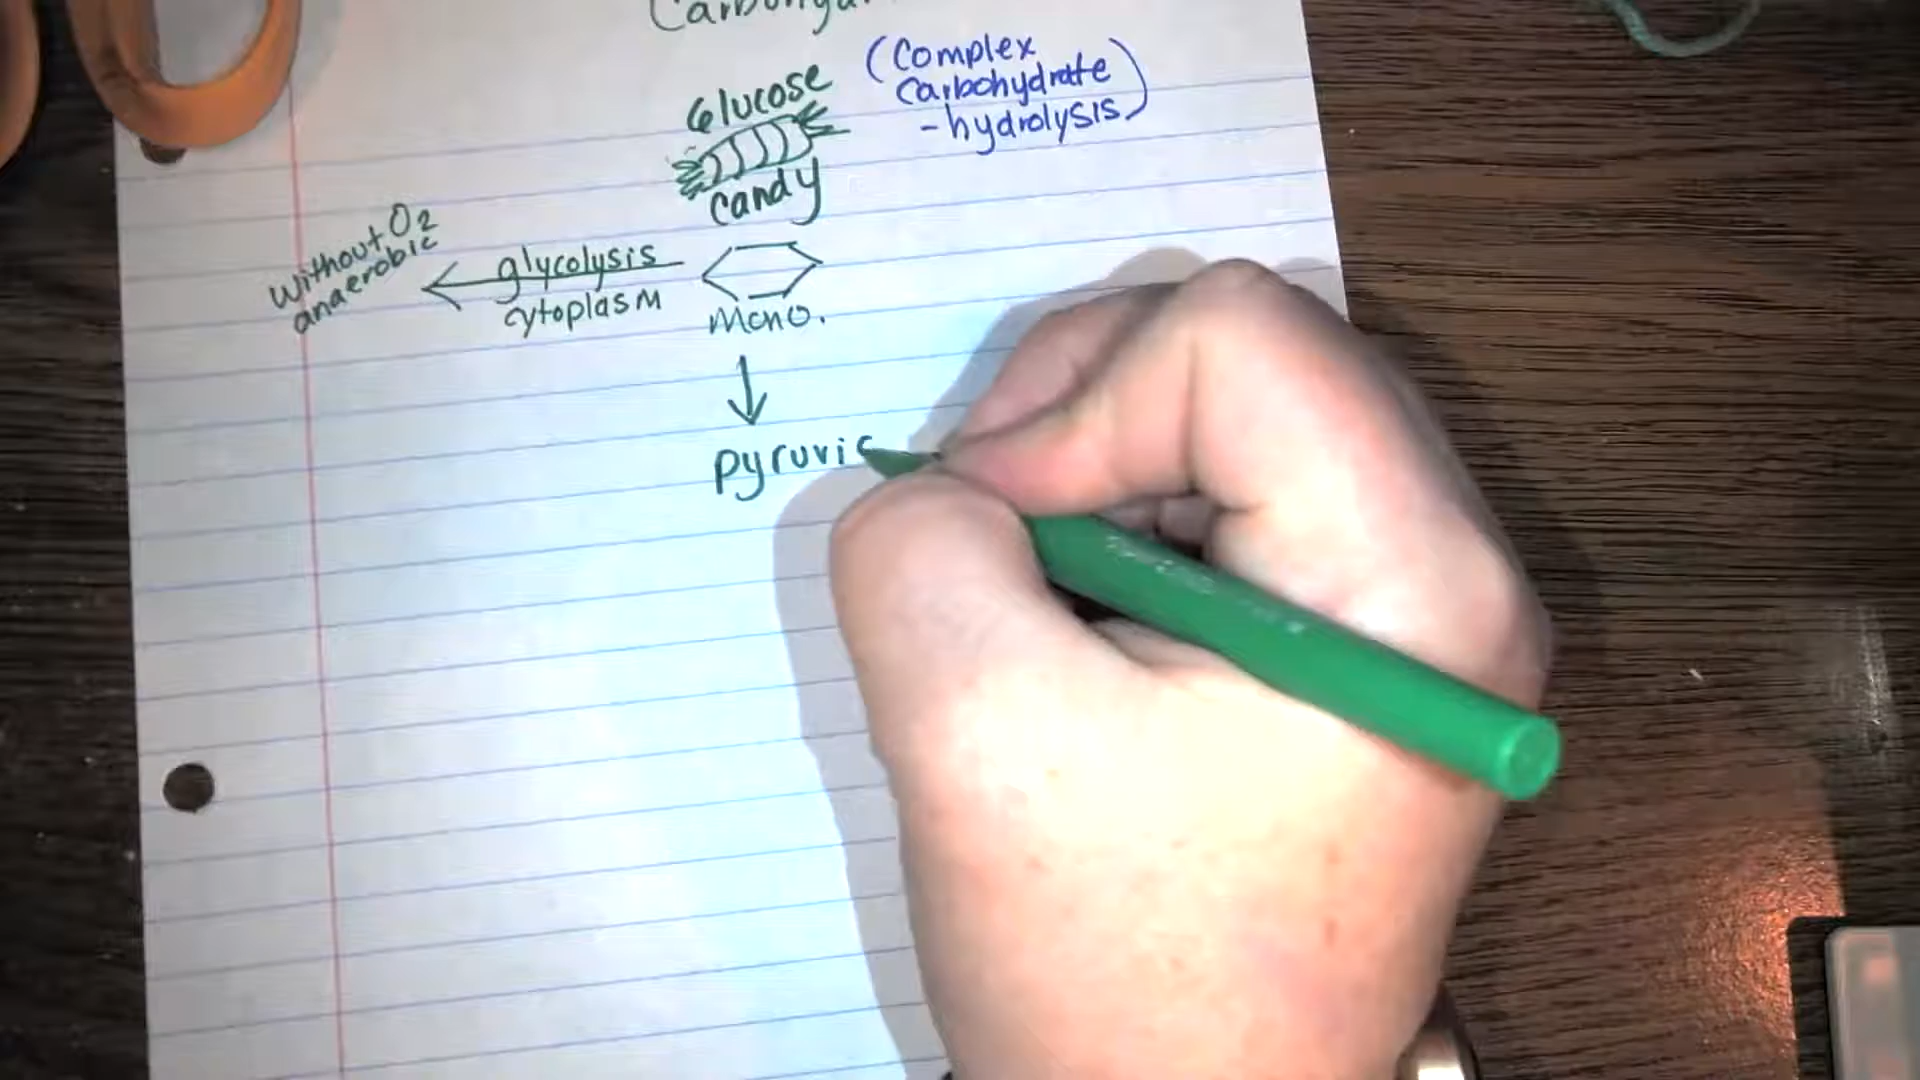 Glucose
candy
(Complex
Carbohydrate
-hydrolysis)
without O2
anaerobic
glycolysis
cytoplasm
Mono.
pyruvic